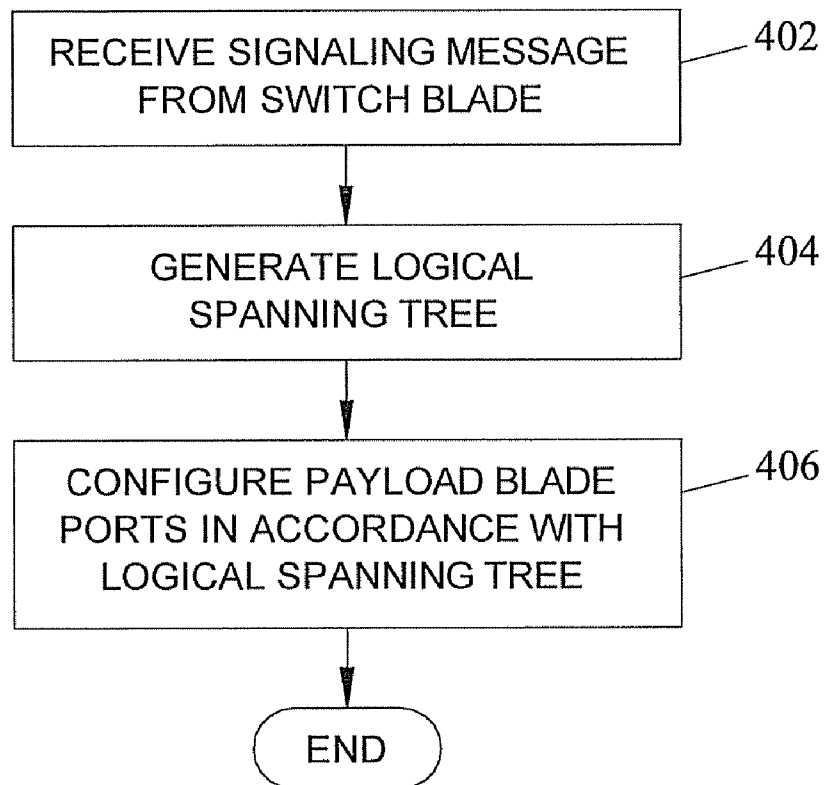 RECEIVE SIGNALING MESSAGE
FROM SWITCH BLADE
402
GENERATE LOGICAL
SPANNING TREE
404
CONFIGURE PAYLOAD BLADE
PORTS IN ACCORDANCE WITH
LOGICAL SPANNING TREE
406
END